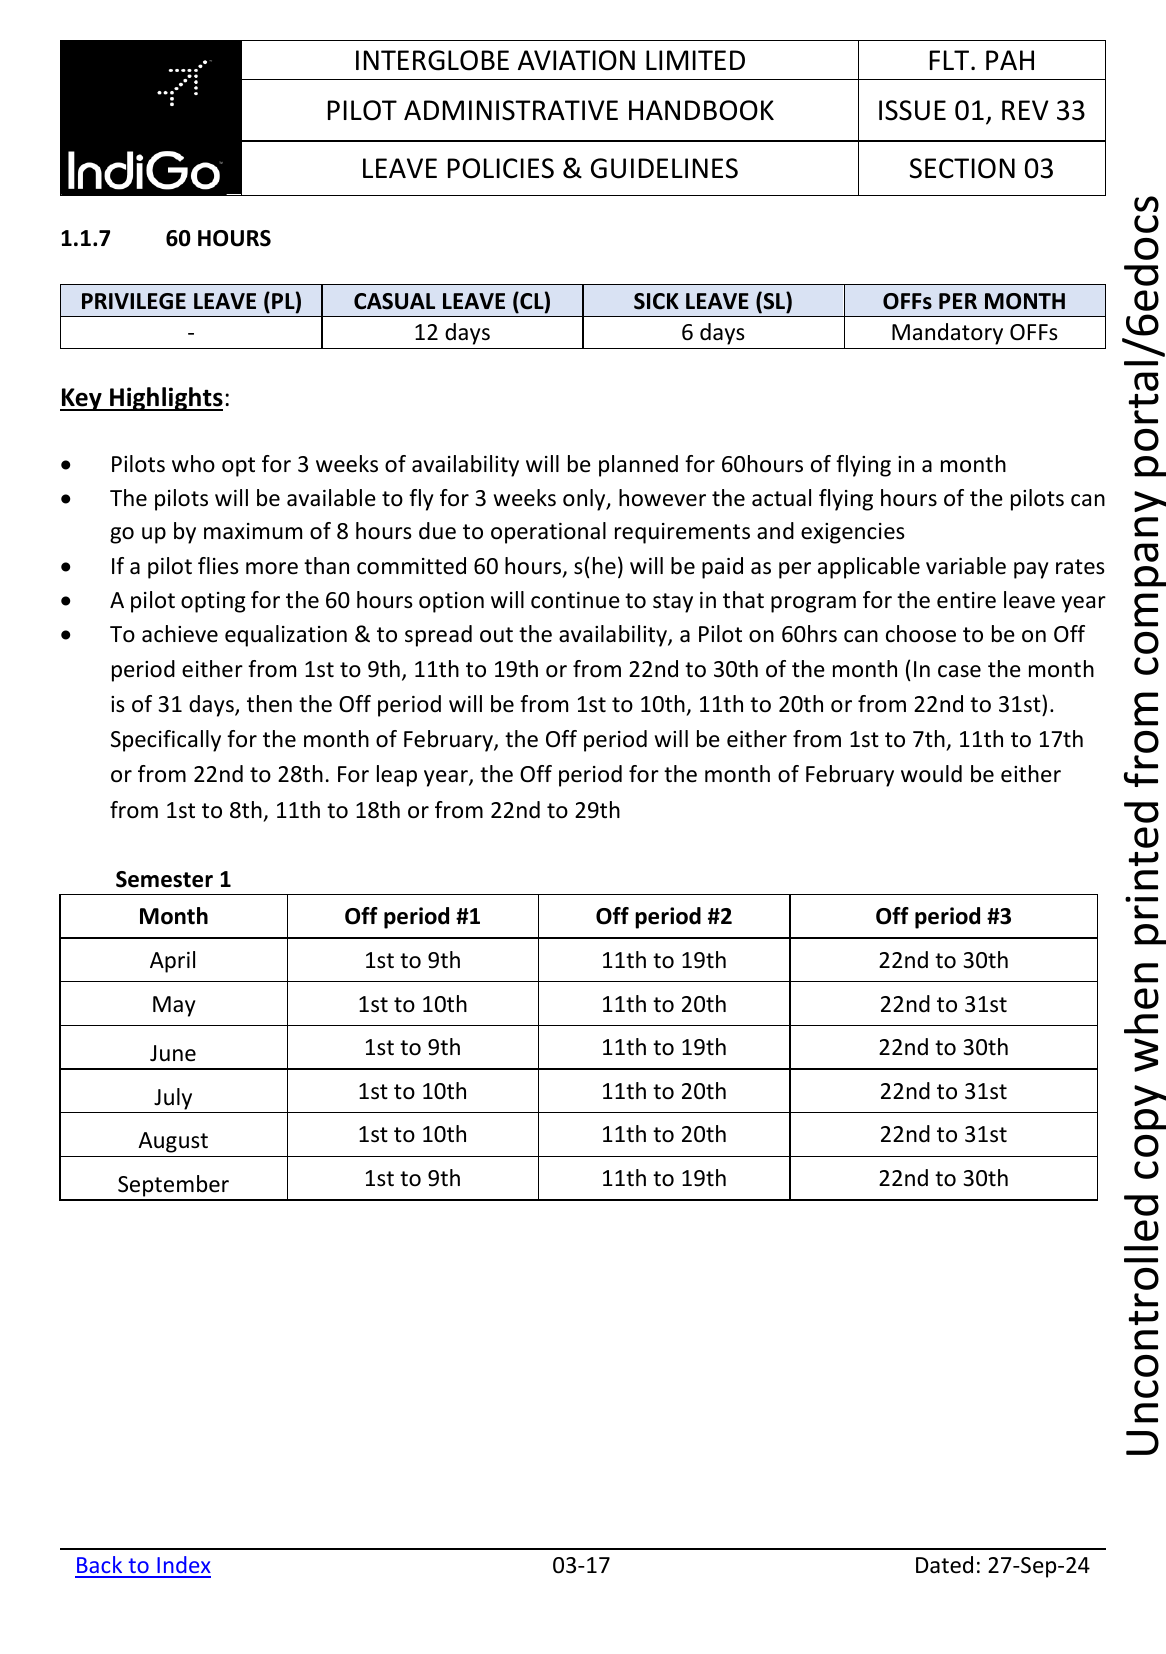 INTERGLOBE AVIATION LIMITED
FLT. PAH
PILOT ADMINISTRATIVE HANDBOOK
ISSUE 01, REV 33
IndiGo
LEAVE POLICIES & GUIDELINES
SECTION 03
1.1.7 60 HOURS
PRIVILEGE LEAVE (PL) CASUAL LEAVE (CL) SICK LEAVE (SL) OFFs PER MONTH
- 12 days 6 days Mandatory OFFs
Key Highlights:
• Pilots who opt for 3 weeks of availability will be planned for 60hours of flying in a month
• The pilots will be available to fly for 3 weeks only, however the actual flying hours of the pilots can
go up by maximum of 8 hours due to operational requirements and exigencies
• If a pilot flies more than committed 60 hours, s(he) will be paid as per applicable variable pay rates
• A pilot opting for the 60 hours option will continue to stay in that program for the entire leave year
• To achieve equalization & to spread out the availability, a Pilot on 60hrs can choose to be on Off
period either from 1st to 9th, 11th to 19th or from 22nd to 30th of the month (In case the month
is of 31 days, then the Off period will be from 1st to 10th, 11th to 20th or from 22nd to 31st).
Specifically for the month of February, the Off period will be either from 1st to 7th, 11th to 17th
or from 22nd to 28th. For leap year, the Off period for the month of February would be either
from 1st to 8th, 11th to 18th or from 22nd to 29th
Semester 1
Month Off period #1 Off period #2 Off period #3
April 1st to 9th 11th to 19th 22nd to 30th
May 1st to 10th 11th to 20th 22nd to 31st
June 1st to 9th 11th to 19th 22nd to 30th
July 1st to 10th 11th to 20th 22nd to 31st
August 1st to 10th 11th to 20th 22nd to 31st
September 1st to 9th 11th to 19th 22nd to 30th
Back to Index 03-17 Dated: 27-Sep-24
Uncontrolled copy when printed from company portal/6edocs